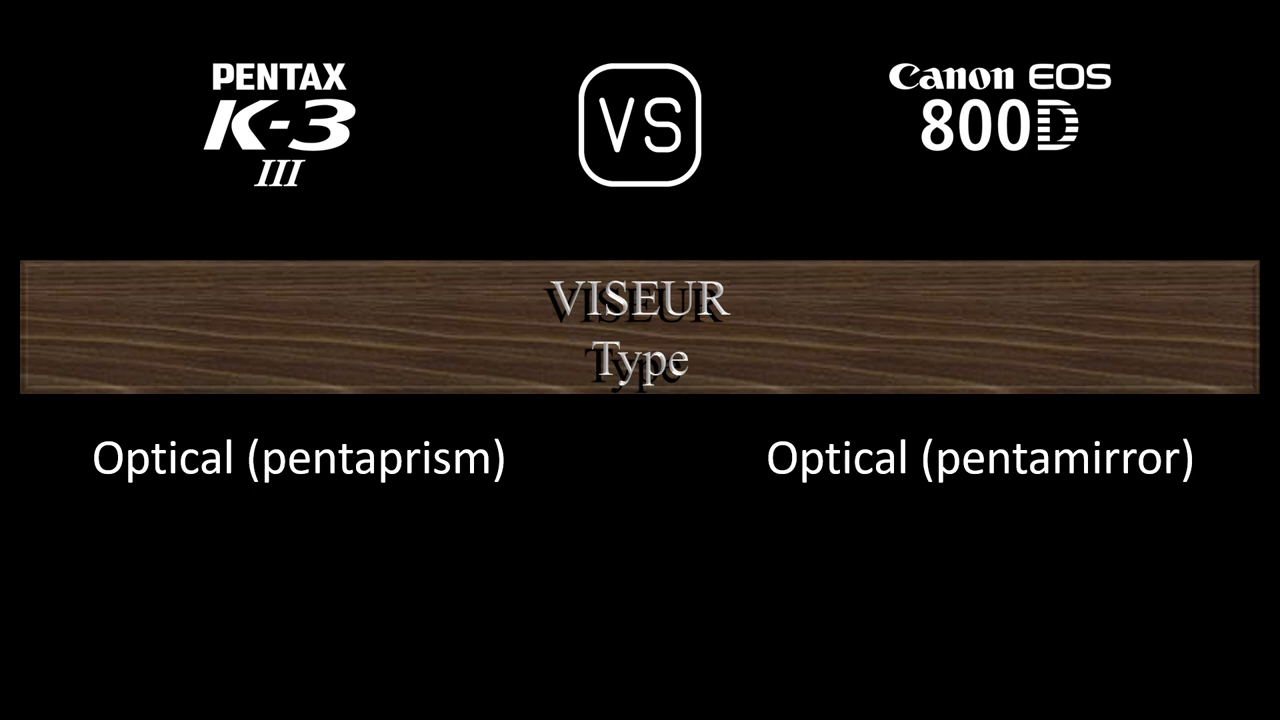 PENTAX
K-3
III
VS
Canon EOS
800D
VISEUR
Type
Optical (pentaprism)
Optical (pentamirror)